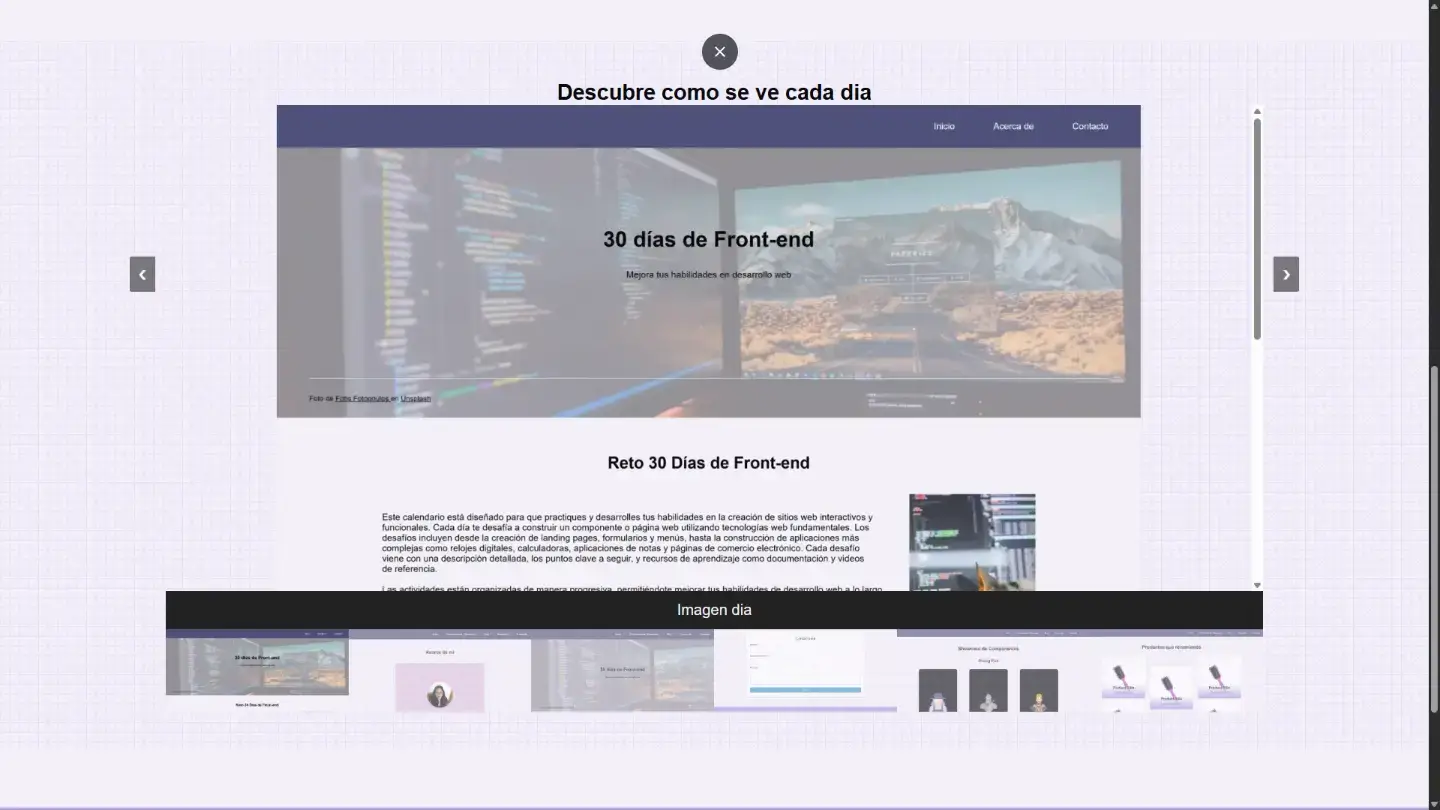 Descubre como se ve cada dia
Inicio Acerca de Contacto
30 días de Front-end
Mejora tus habilidades en desarrollo web
Foto de Fotis Fotopoulos en Unsplash
Reto 30 Días de Front-end
Este calendario está diseñado para que practiques y desarrolles tus habilidades en la creación de sitios web interactivos y
funcionales. Cada día te desafía a construir un componente o página web utilizando tecnologías web fundamentales. Los
desafíos incluyen desde la creación de landing pages, formularios y menús, hasta la construcción de aplicaciones más
complejas como relojes digitales, calculadoras, aplicaciones de notas y páginas de comercio electrónico. Cada desafío
viene con una descripción detallada, los puntos clave a seguir, y recursos de aprendizaje como documentación y videos
de referencia.
Las actividades están organizadas de manera progresiva, permitiéndote mejorar tus habilidades de desarrollo web a lo largo
Imagen dia
30 días de Front-end
Reto 30 Días de Front-end
Acerca de mí
30 días de Front-end
Productos que recomiendo